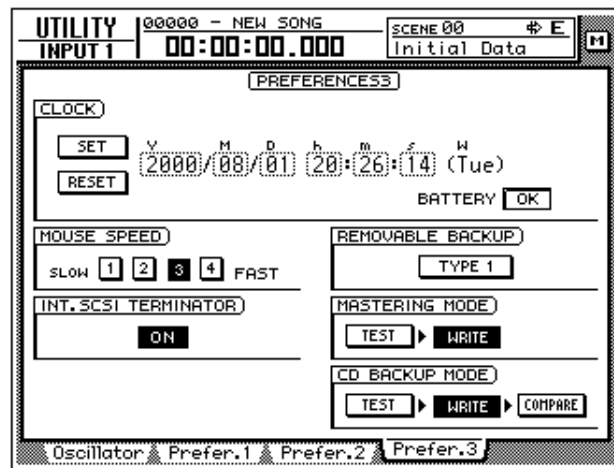 UTILITY 00000 - NEW SONG SCENE 00 E
INPUT 1 00:00:00.000 Initial Data M
PREFERENCES3
CLOCK
Y M D h m s W
SET 2000/08/01 20:26:14 (Tue)
RESET
BATTERY OK
MOUSE SPEED REMOVABLE BACKUP
SLOW 1 2 3 4 FAST TYPE 1
INT.SCSI TERMINATOR MASTERING MODE
ON TEST WRITE
CD BACKUP MODE
TEST WRITE COMPARE
Oscillator Prefer.1 Prefer.2 Prefer.3